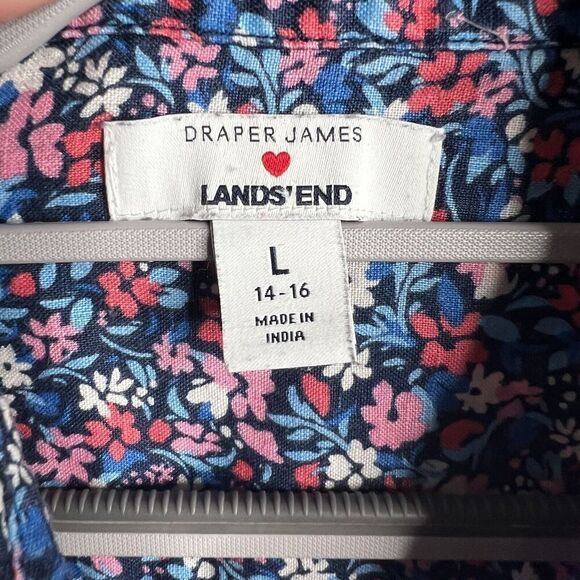 DRAPER JAMES
LANDS'END
L
14-16
MADE IN
INDIA